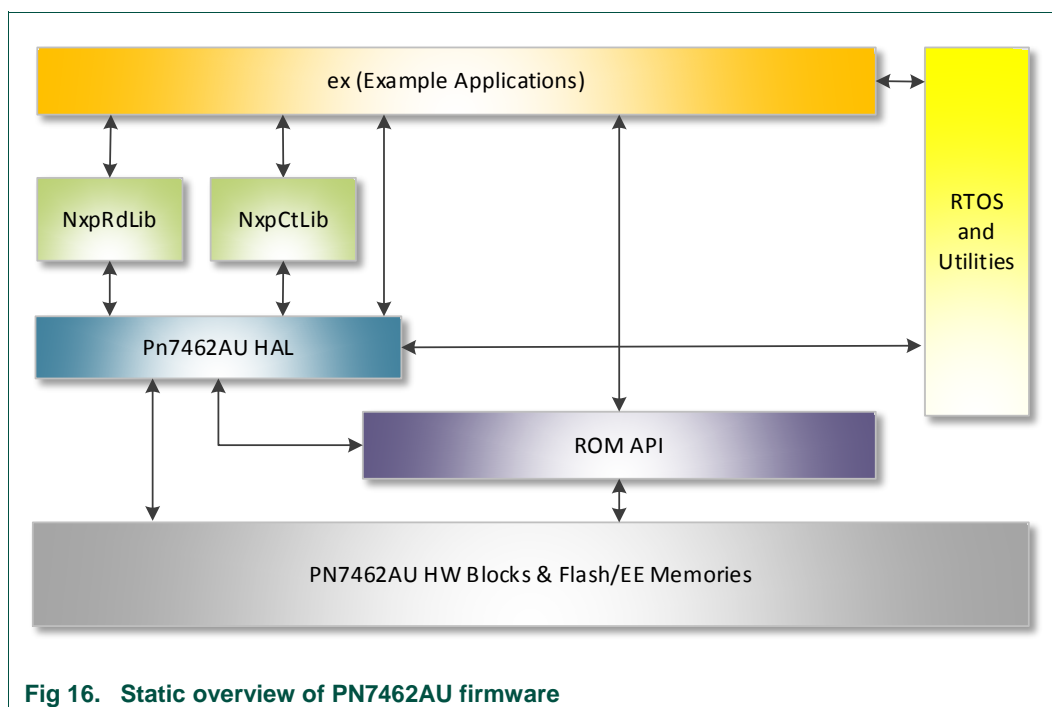 ex (Example Applications)
NxpRdLib
NxpCtLib
RTOS
and
Utilities
Pn7462AU HAL
ROM API
PN7462AU HW Blocks & Flash/EE Memories
Fig 16. Static overview of PN7462AU firmware